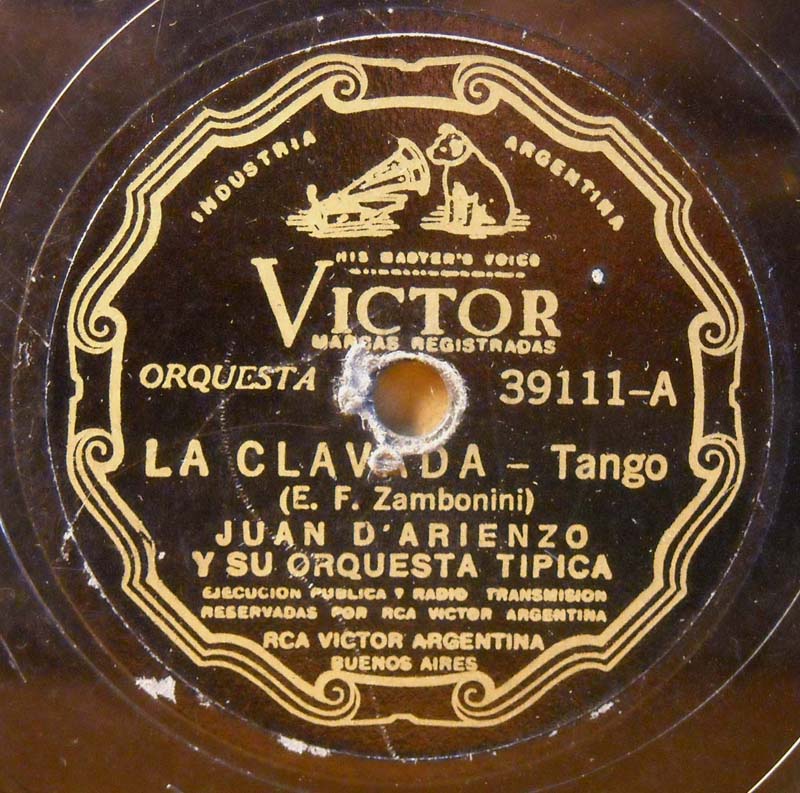 INDUSTRIA ARGENTINA
HIS MASTER'S VOICE
VICTOR
MARCAS REGISTRADAS
ORQUESTA 39111-A
LA CLAVADA - Tango
(E. F. Zambonini)
JUAN D'ARIENZO
Y SU ORQUESTA TIPICA
EJECUCION PUBLICA Y RADIO TRANSMISION
RESERVADAS POR RCA VICTOR ARGENTINA
RCA VICTOR ARGENTINA
BUENOS AIRES